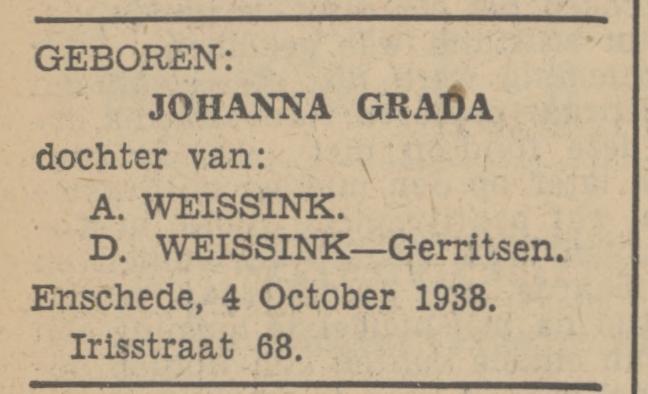 GEBOREN:
JOHANNA GRADA
dochter van:
A. WEISSINK.
D. WEISSINK—Gerritsen.
Enschede, 4 October 1938.
Irisstraat 68.